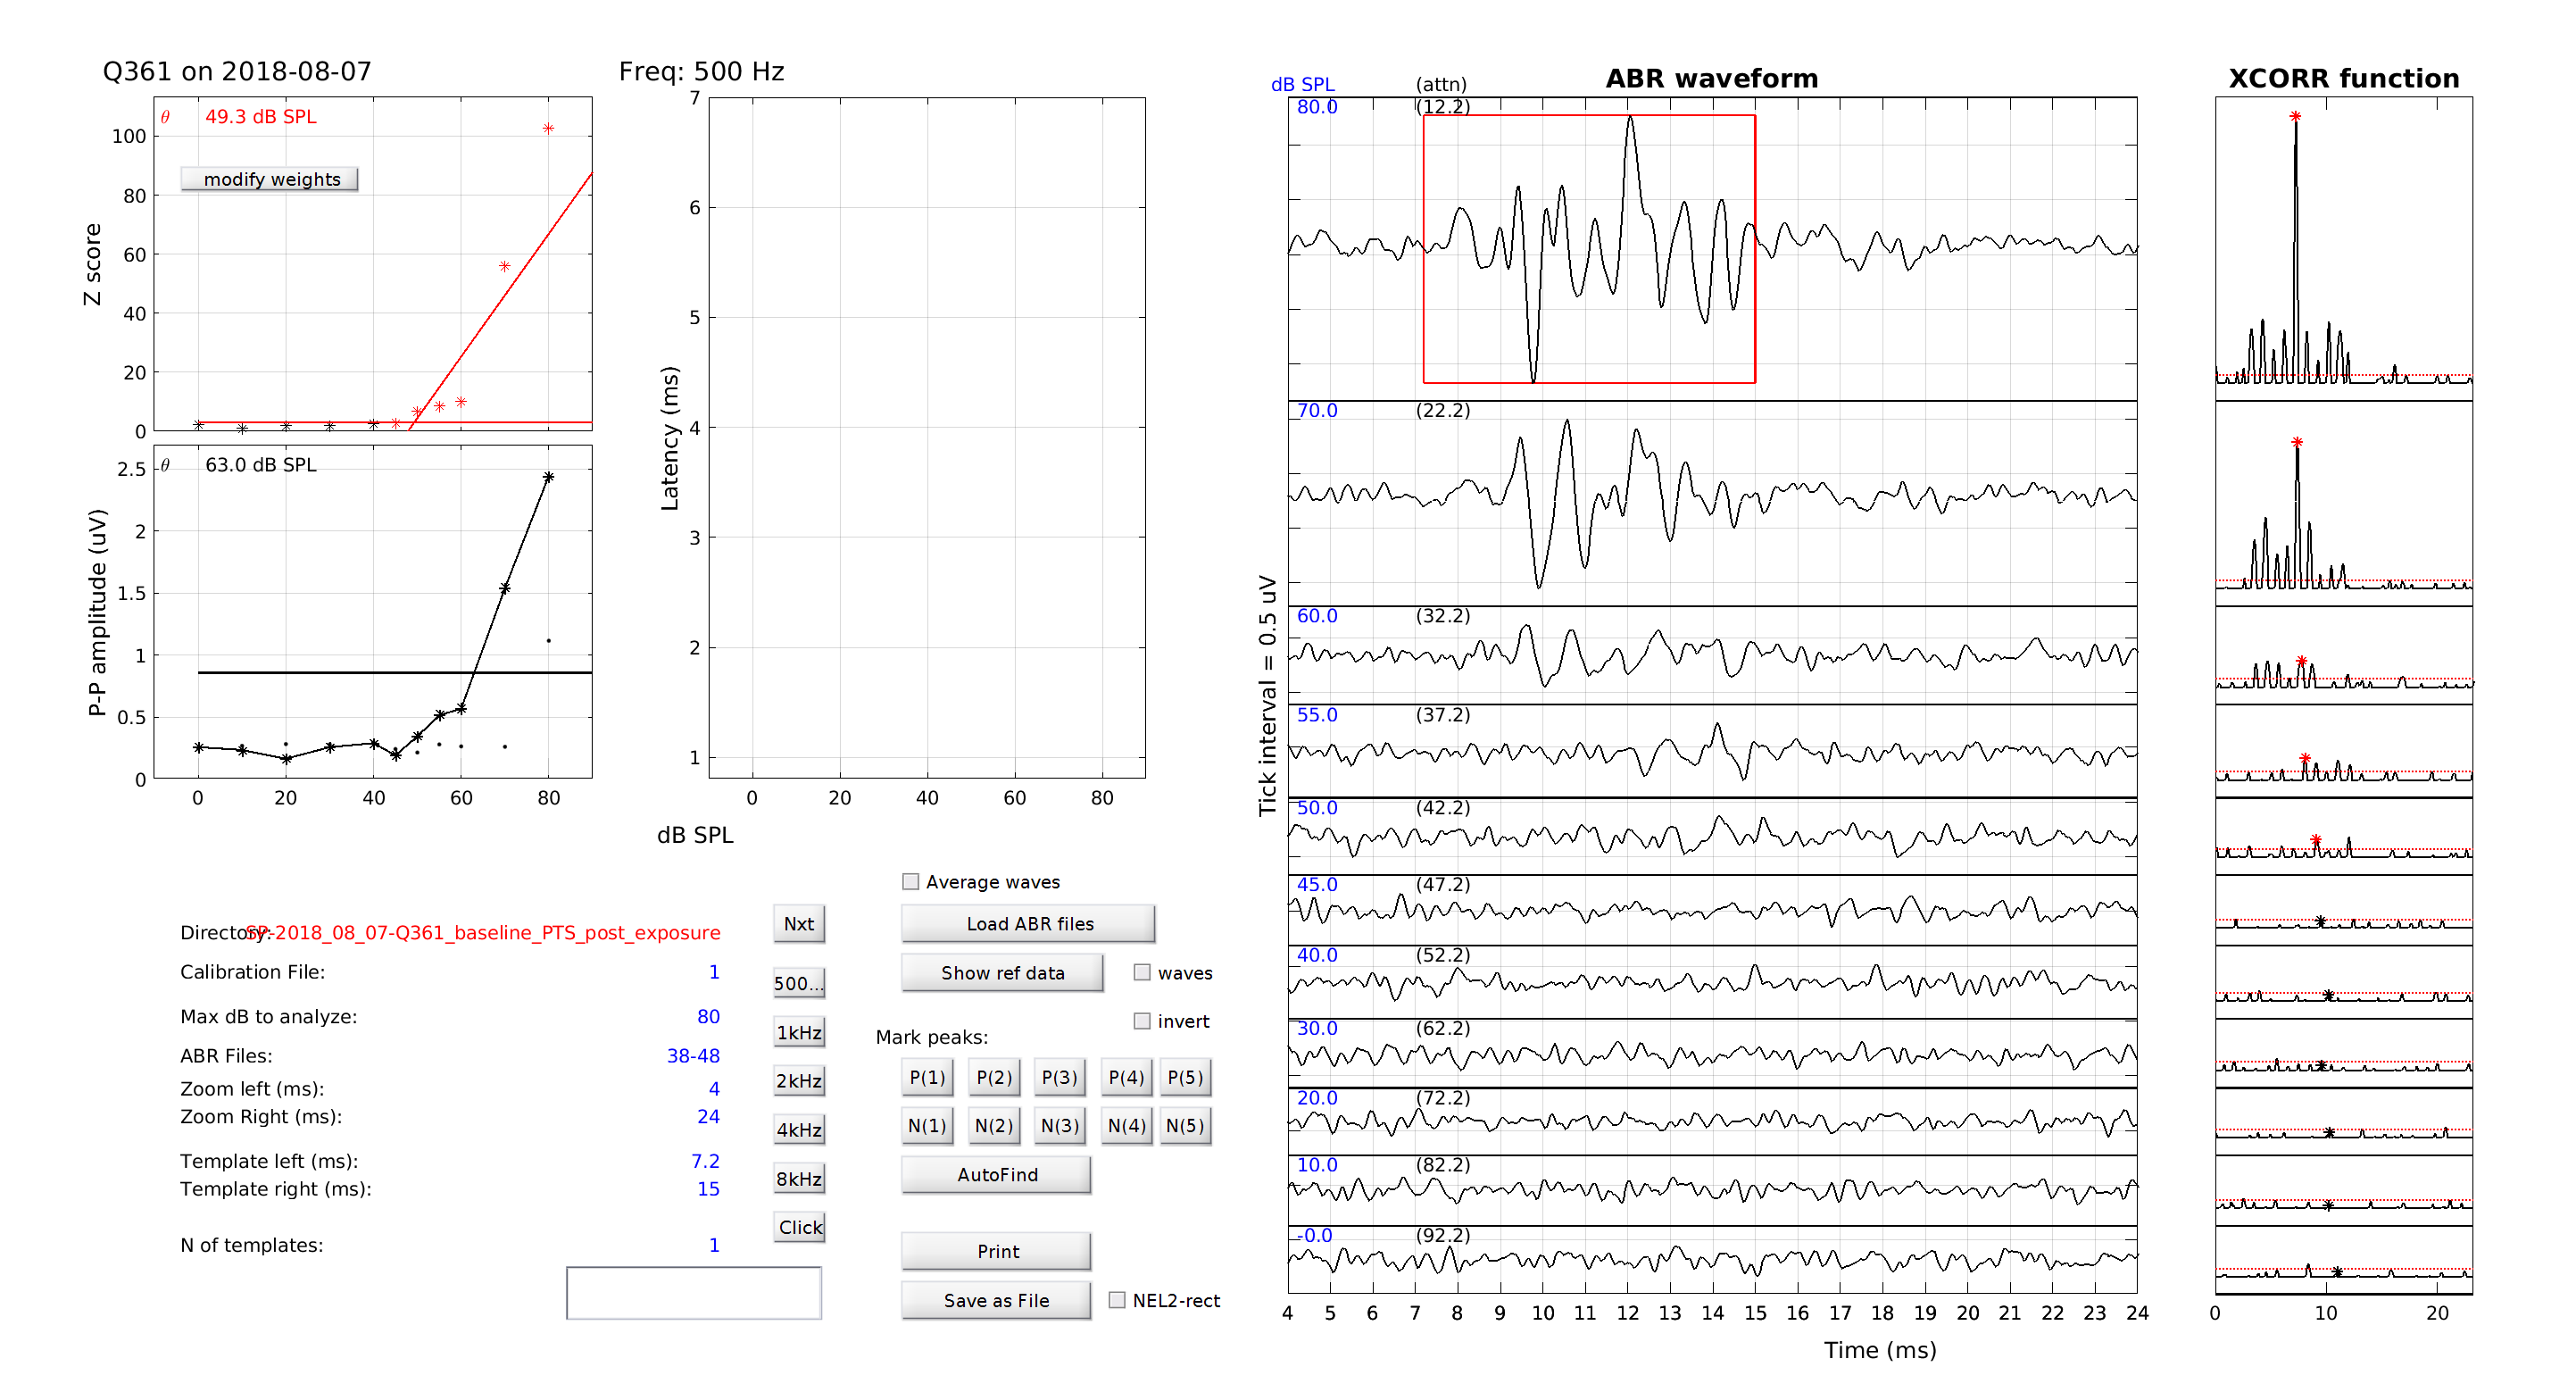 Q361 on 2018-08-07
θ 49.3 dB SPL
modify weights
Z score
100
80
60
40
20
0
θ 63.0 dB SPL
P-P amplitude (uV)
2.5
2
1.5
1
0.5
0
0 20 40 60 80
Freq: 500 Hz
Latency (ms)
7
6
5
4
3
2
1
0 20 40 60 80
dB SPL
Directory: SP-2018_08_07-Q361_baseline_PTS_post_exposure
Calibration File: 1
Max dB to analyze: 80
ABR Files: 38-48
Zoom left (ms): 4
Zoom Right (ms): 24
Template left (ms): 7.2
Template right (ms): 15
N of templates: 1
Nxt
500...
1kHz
2kHz
4kHz
8kHz
Click
Average waves
Load ABR files
Show ref data
waves
invert
Mark peaks:
P(1) P(2) P(3) P(4) P(5)
N(1) N(2) N(3) N(4) N(5)
AutoFind
Print
Save as File
NEL2-rect
ABR waveform
dB SPL (attn)
80.0 (12.2)
70.0 (22.2)
60.0 (32.2)
55.0 (37.2)
50.0 (42.2)
45.0 (47.2)
40.0 (52.2)
30.0 (62.2)
20.0 (72.2)
10.0 (82.2)
-0.0 (92.2)
Tick interval = 0.5 uV
4 5 6 7 8 9 10 11 12 13 14 15 16 17 18 19 20 21 22 23 24
Time (ms)
XCORR function
0 10 20